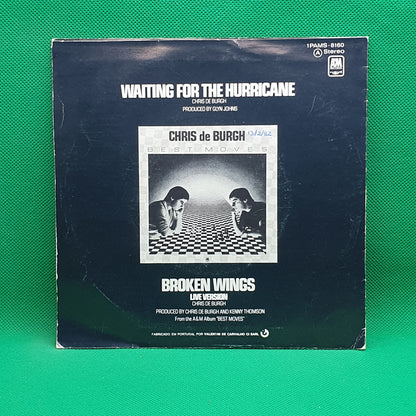 1PAMS-8160
A Stereo
A&M
WAITING FOR THE HURRICANE
CHRIS DE BURGH
PRODUCED BY GLYN JOHNS
CHRIS de BURGH
BEST MOVES
BROKEN WINGS
LIVE VERSION
CHRIS DE BURGH
PRODUCED BY CHRIS DE BURGH AND KENNY THOMSON
From the A&M Album "BEST MOVES"
FABRICADO EM PORTUGAL POR VALENTIM DE CARVALHO CI SARL